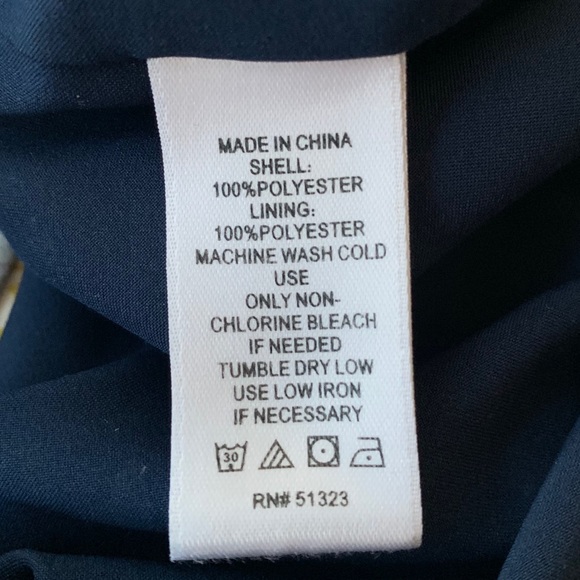 MADE IN CHINA
SHELL:
100%POLYESTER
LINING:
100%POLYESTER
MACHINE WASH COLD
USE
ONLY NON-
CHLORINE BLEACH
IF NEEDED
TUMBLE DRY LOW
USE LOW IRON
IF NECESSARY
30
RN# 51323